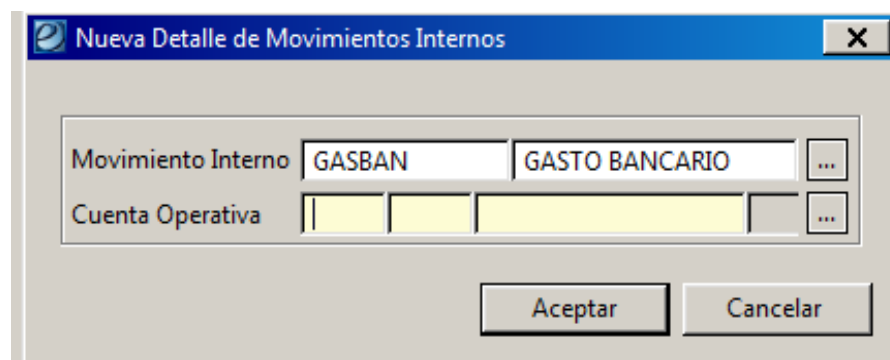 Nueva Detalle de Movimientos Internos
Movimiento Interno GASBAN GASTO BANCARIO ...
Cuenta Operativa ...
Aceptar Cancelar